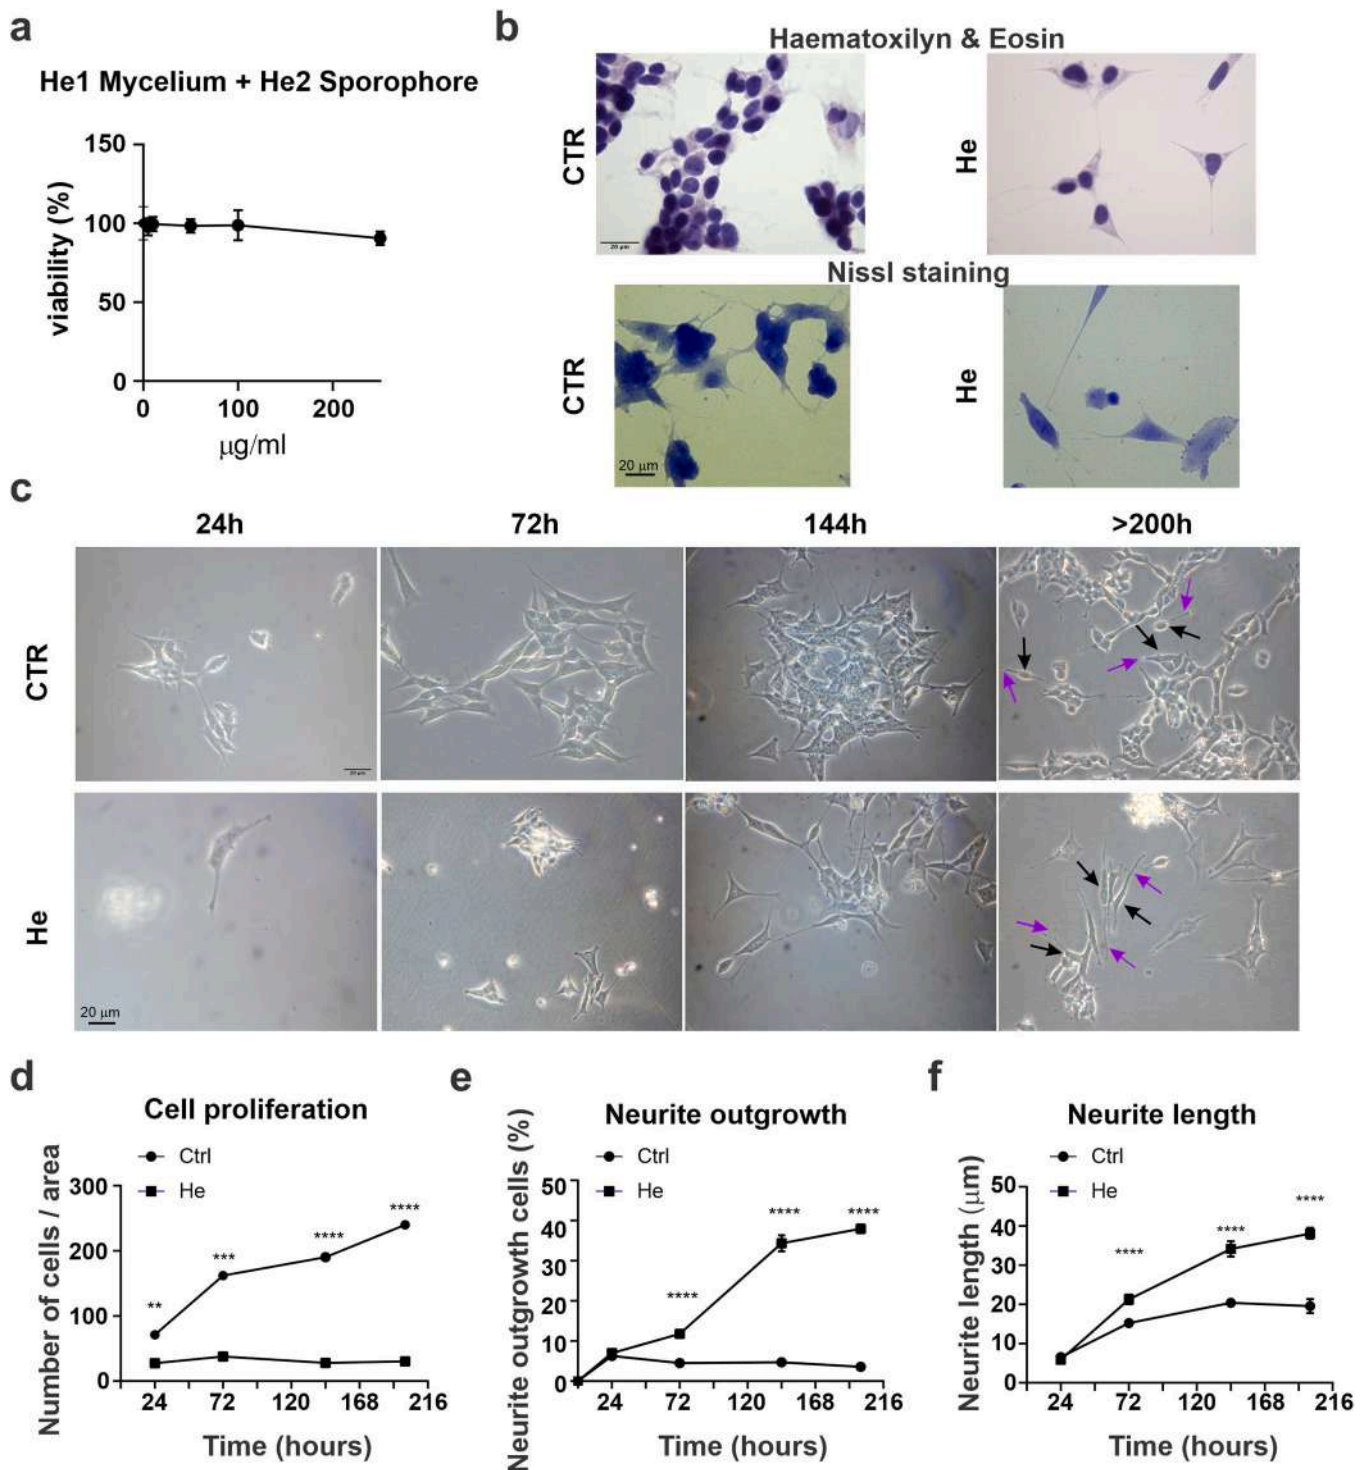 a
He1 Mycelium + He2 Sporophore
viability (%)
150
100
50
0
0 100 200
μg/ml
b
Haematoxilyn & Eosin
CTR
He
20 μm
Nissl staining
CTR
He
20 μm
c
24h 72h 144h >200h
CTR
20 μm
He
20 μm
d
Cell proliferation
Ctrl
He
Number of cells / area
300
200
100
0
** *** **** ****
24 72 120 168 216
Time (hours)
e
Neurite outgrowth
Ctrl
He
Neurite outgrowth cells (%)
50
40
30
20
10
0
**** **** ****
24 72 120 168 216
Time (hours)
f
Neurite length
Ctrl
He
Neurite length (μm)
50
40
30
20
10
0
**** **** ****
24 72 120 168 216
Time (hours)